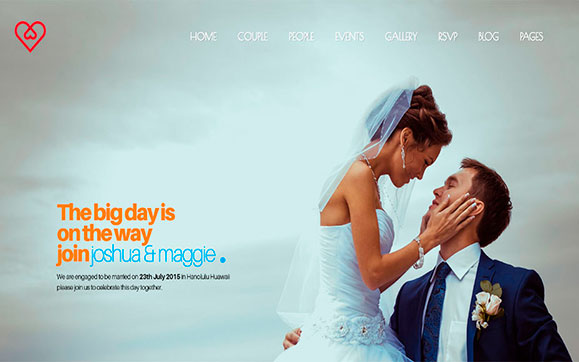 HOME COUPLE PEOPLE EVENTS GALLERY RSVP BLOG PAGES
The big day is
on the way
join joshua & maggie.
We are engaged to be married on 23th July 2015 in Hanolulu Huawaii
please join us to celebrate this day together.